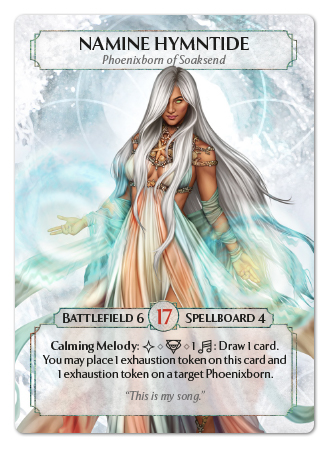 NAMINE HYMNTIDE
Phoenixborn of Soaksend
BATTLEFIELD 6 17 SPELLBOARD 4
Calming Melody: 1 : Draw 1 card.
You may place 1 exhaustion token on this card and
1 exhaustion token on a target Phoenixborn.
"This is my song."